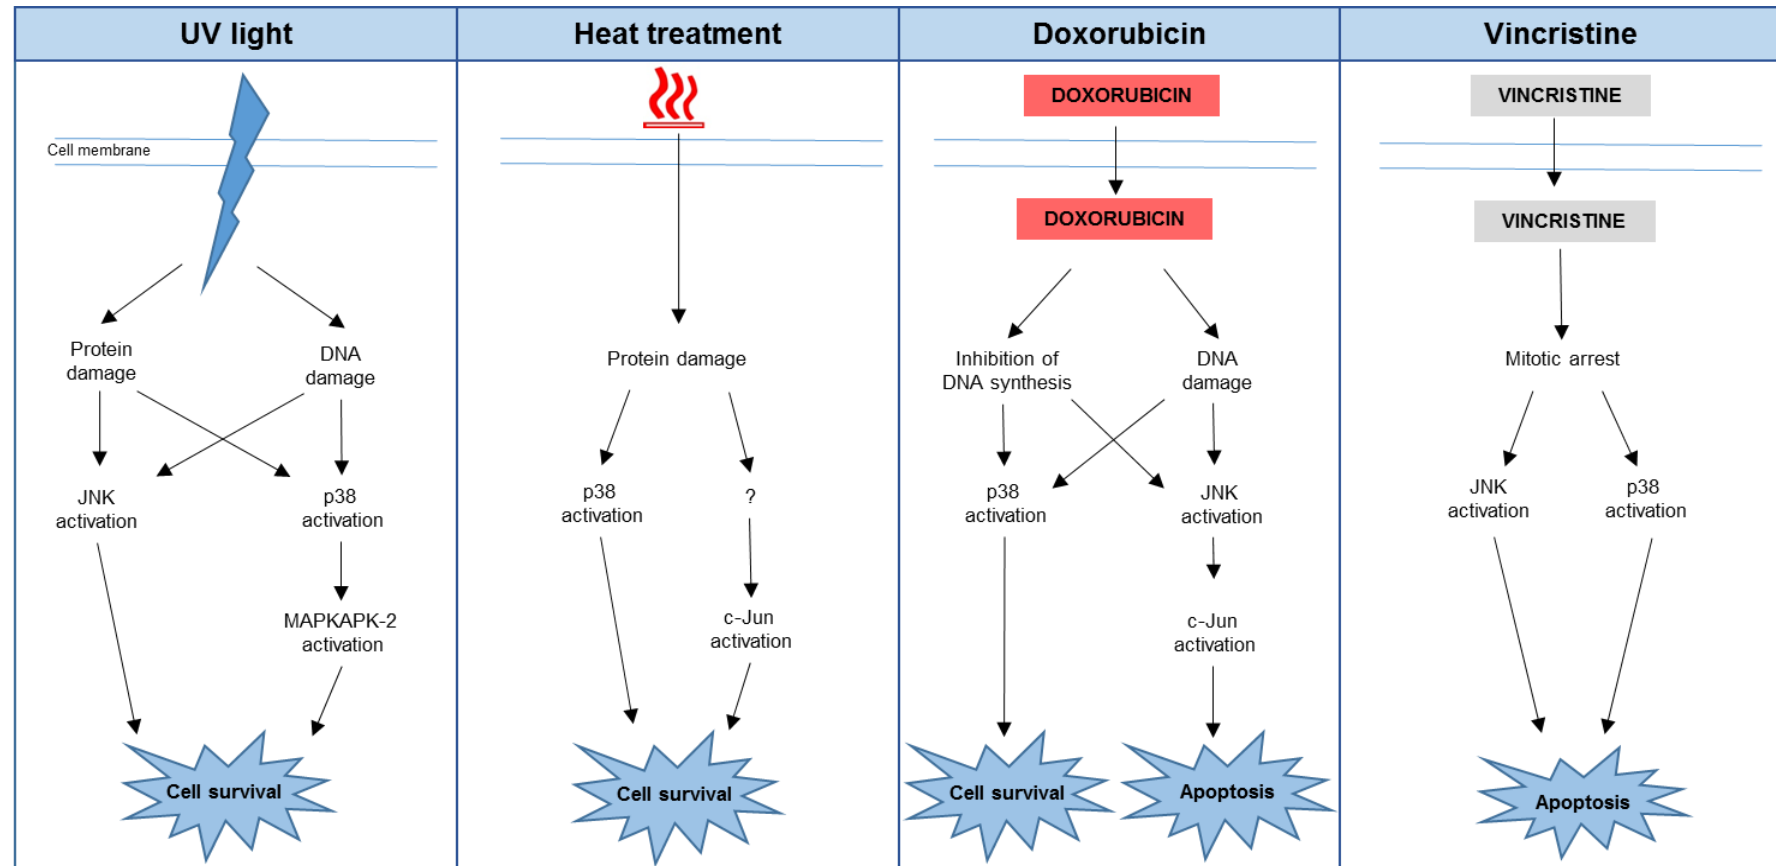 UV light
Cell membrane
Protein
damage
DNA
damage
JNK
activation
p38
activation
MAPKAPK-2
activation
Cell survival
Heat treatment
Protein damage
p38
activation
?
c-Jun
activation
Cell survival
Doxorubicin
DOXORUBICIN
DOXORUBICIN
Inhibition of
DNA synthesis
DNA
damage
p38
activation
JNK
activation
c-Jun
activation
Cell survival
Apoptosis
Vincristine
VINCRISTINE
VINCRISTINE
Mitotic arrest
JNK
activation
p38
activation
Apoptosis